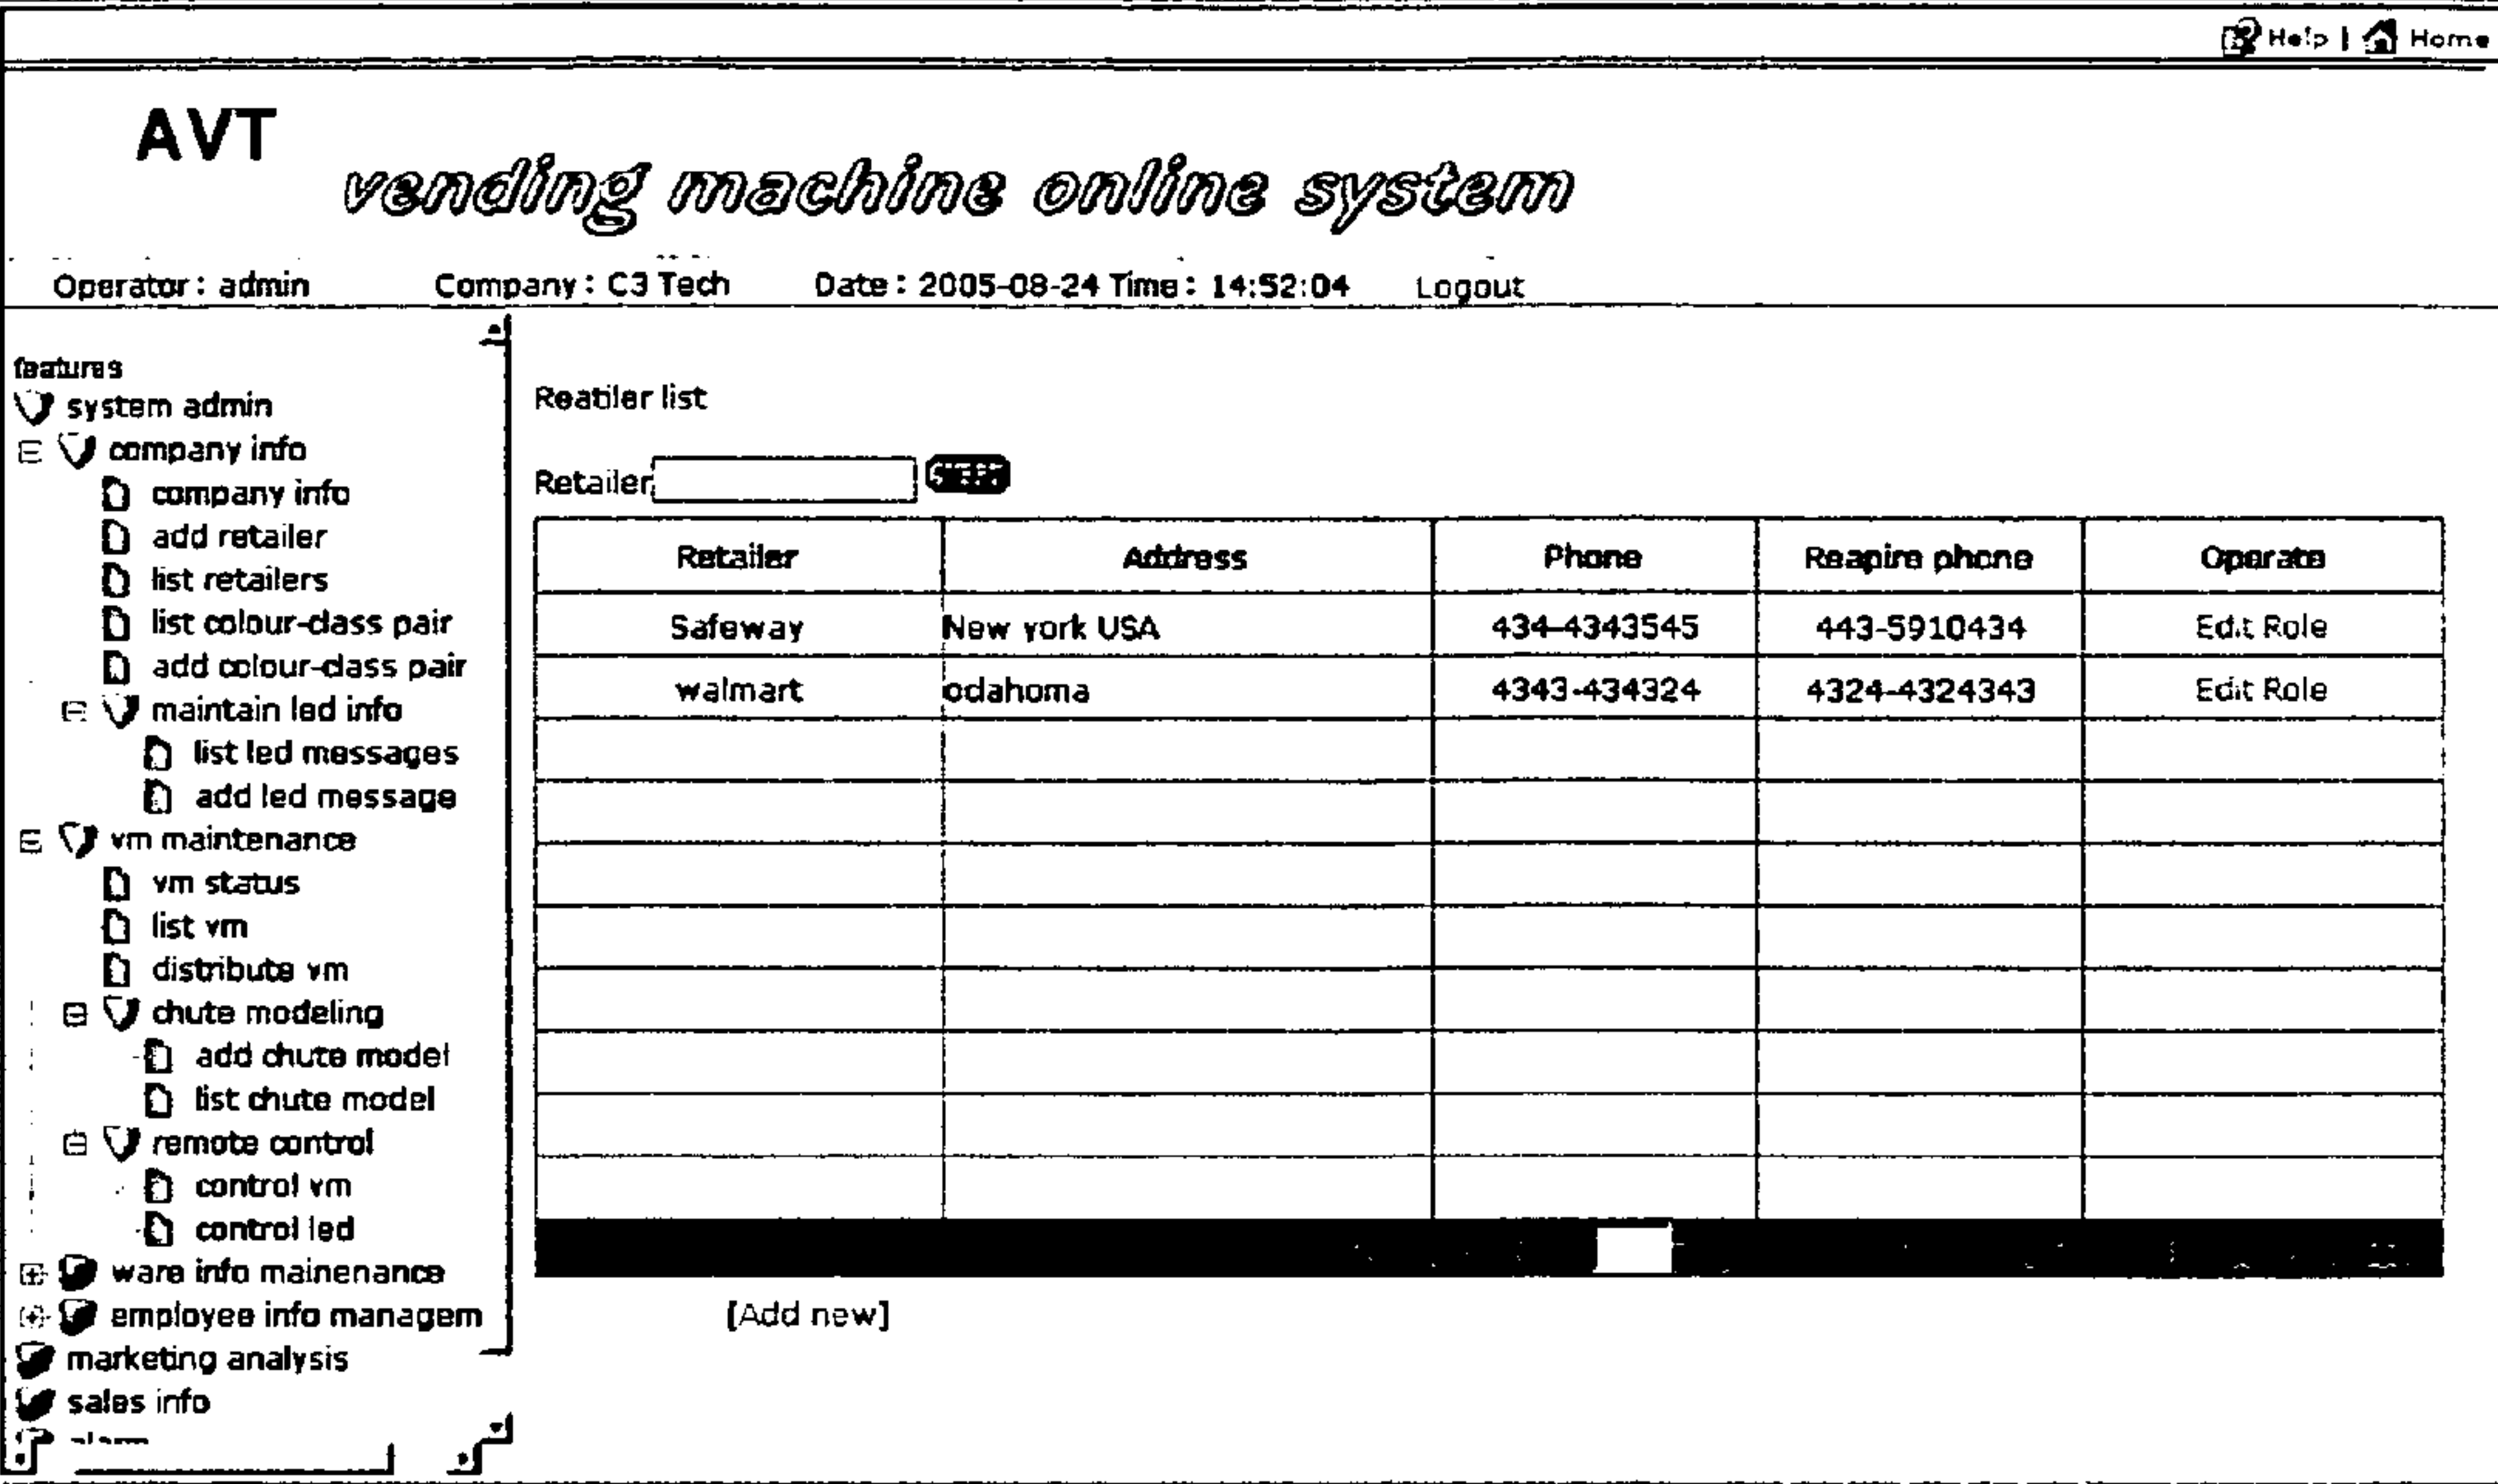 Help | Home
AVT
vending machine online system
Operator: admin Company: C3 Tech Date: 2005-08-24 Time: 14:52:04 Logout
features
system admin
company info
company info
add retailer
list retailers
list colour-class pair
add colour-class pair
maintain led info
list led messages
add led message
vm maintenance
vm status
list vm
distribute vm
chute modeling
add chute model
list chute model
remote control
control vm
control led
ware info mainenance
employee info managem
marketing analysis
sales info
Reatiler list
Retailer
Retailer Address Phone Reapire phone Operate
Safeway New york USA 434-4343545 443-5910434 Edit Role
walmart odahoma 4343-434324 4324-4324343 Edit Role
[Add new]